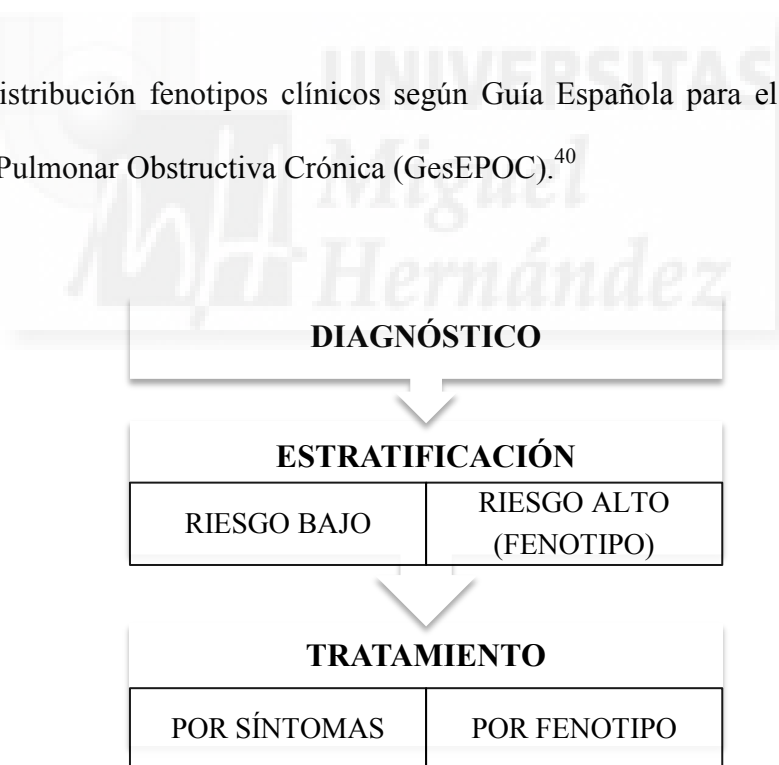 UNIVERSITAS
Miguel
Hernández
istribución fenotipos clínicos según Guía Española para el
Pulmonar Obstructiva Crónica (GesEPOC).40
DIAGNÓSTICO
ESTRATIFICACIÓN
RIESGO BAJO
RIESGO ALTO
(FENOTIPO)
TRATAMIENTO
POR SÍNTOMAS
POR FENOTIPO